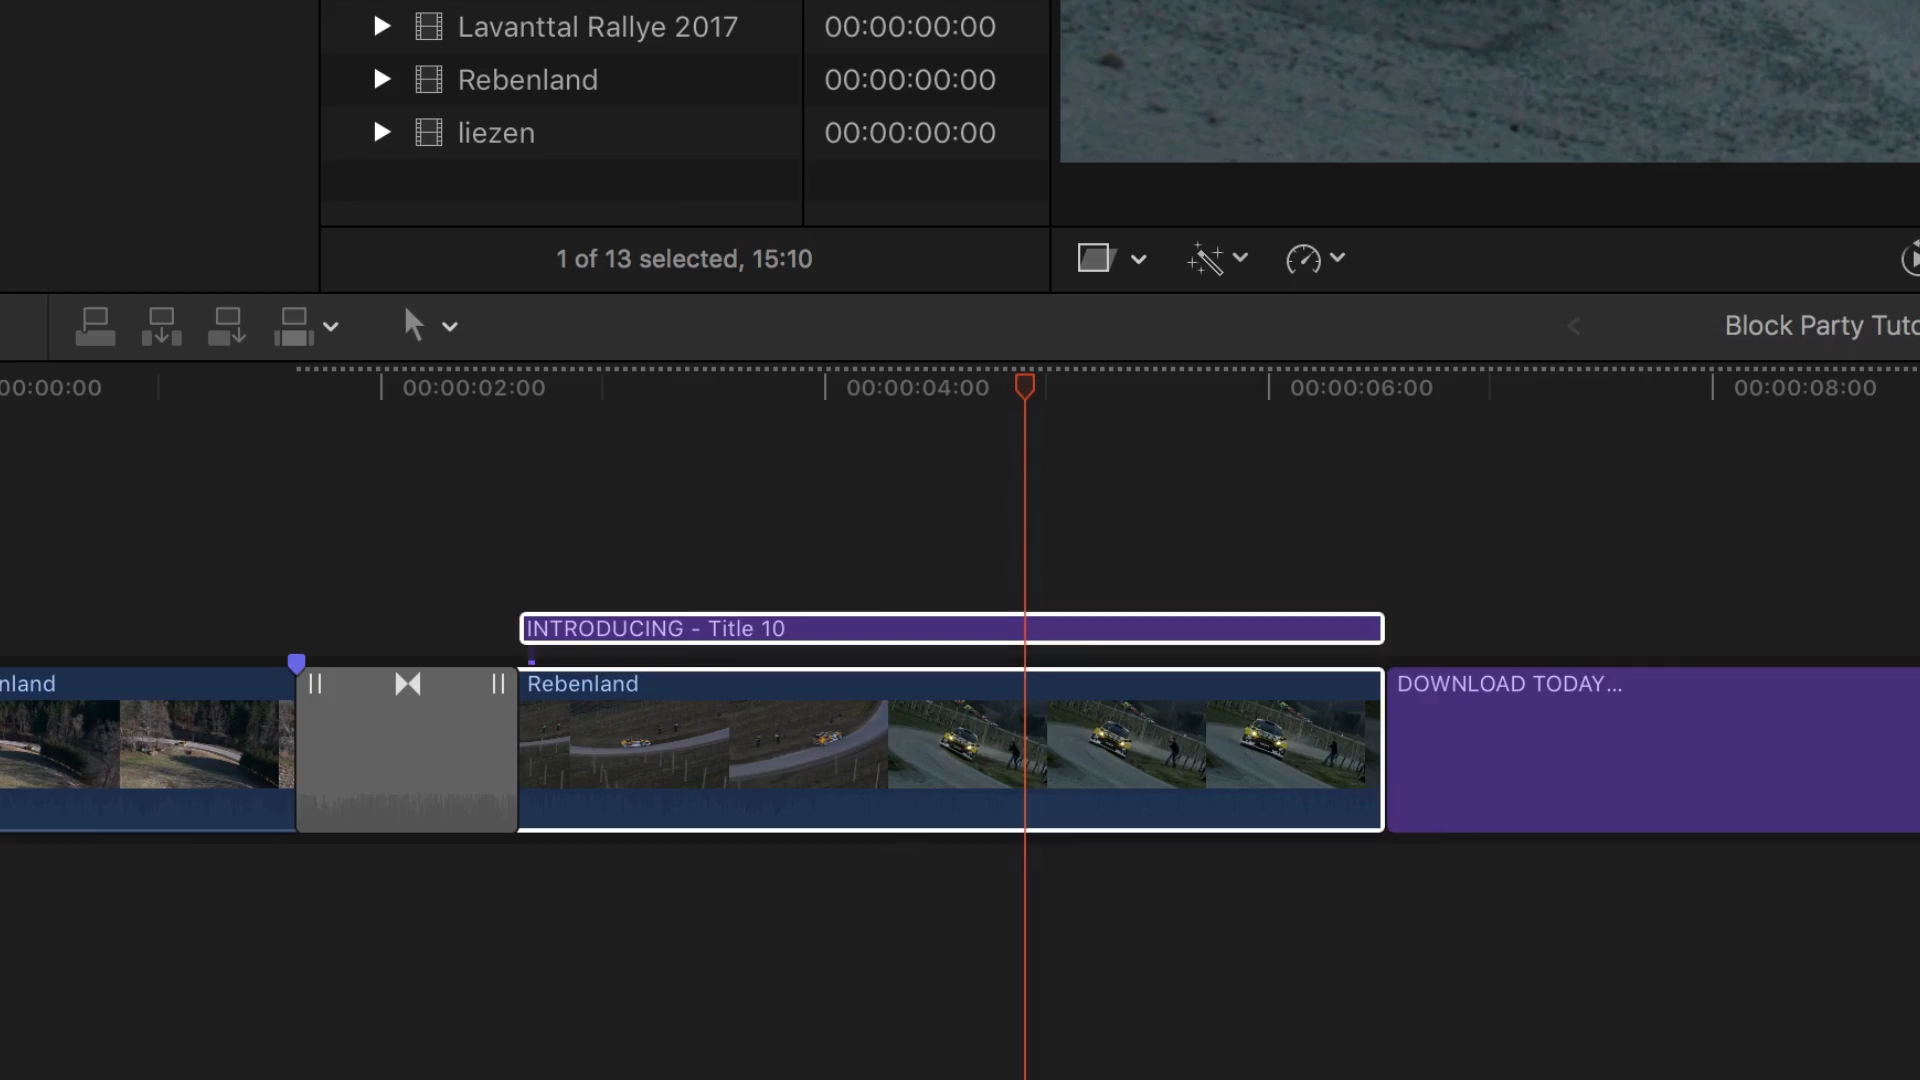 Lavanttal Rallye 2017 00:00:00:00
Rebenland 00:00:00:00
liezen 00:00:00:00
1 of 13 selected, 15:10
Block Party Tuto
00:00:00 00:00:02:00 00:00:04:00 00:00:06:00 00:00:08:00
INTRODUCING - Title 10
nland Rebenland DOWNLOAD TODAY...